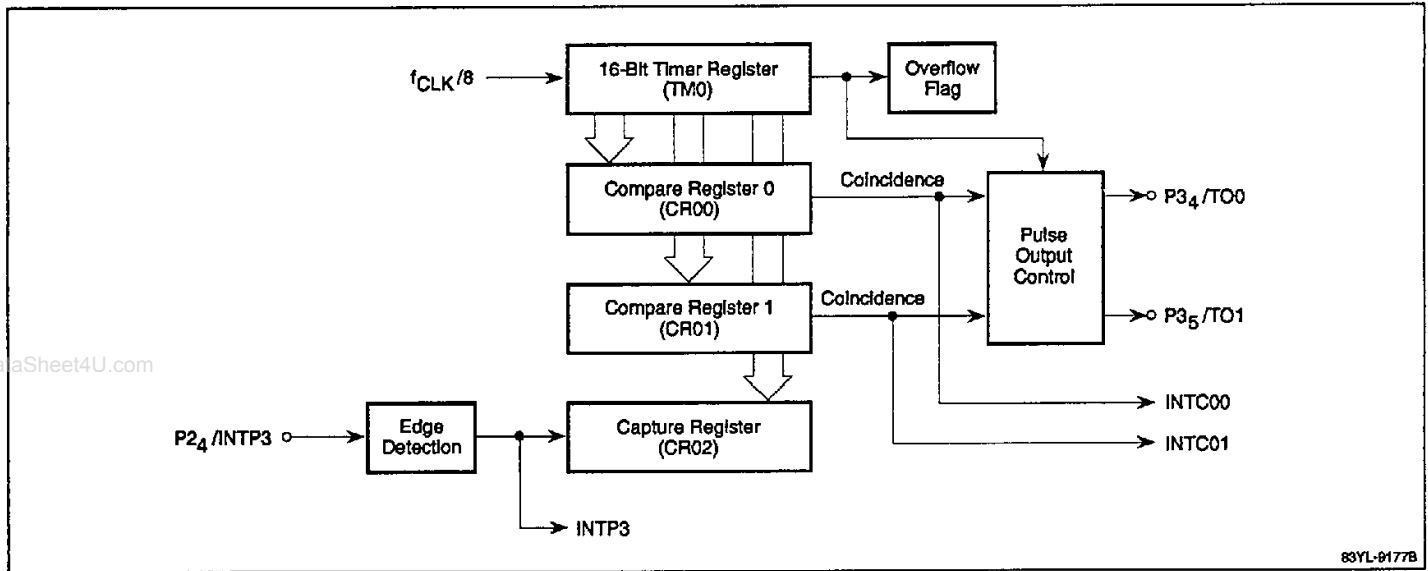 fCLK/8
16-Bit Timer Register
(TM0)
Overflow
Flag
Compare Register 0
(CR00)
Coincidence
Pulse
Output
Control
P34/TO0
Compare Register 1
(CR01)
Coincidence
P35/TO1
ataSheet4U.com
INTC00
INTC01
P24/INTP3
Edge
Detection
Capture Register
(CR02)
INTP3
83YL-9177B